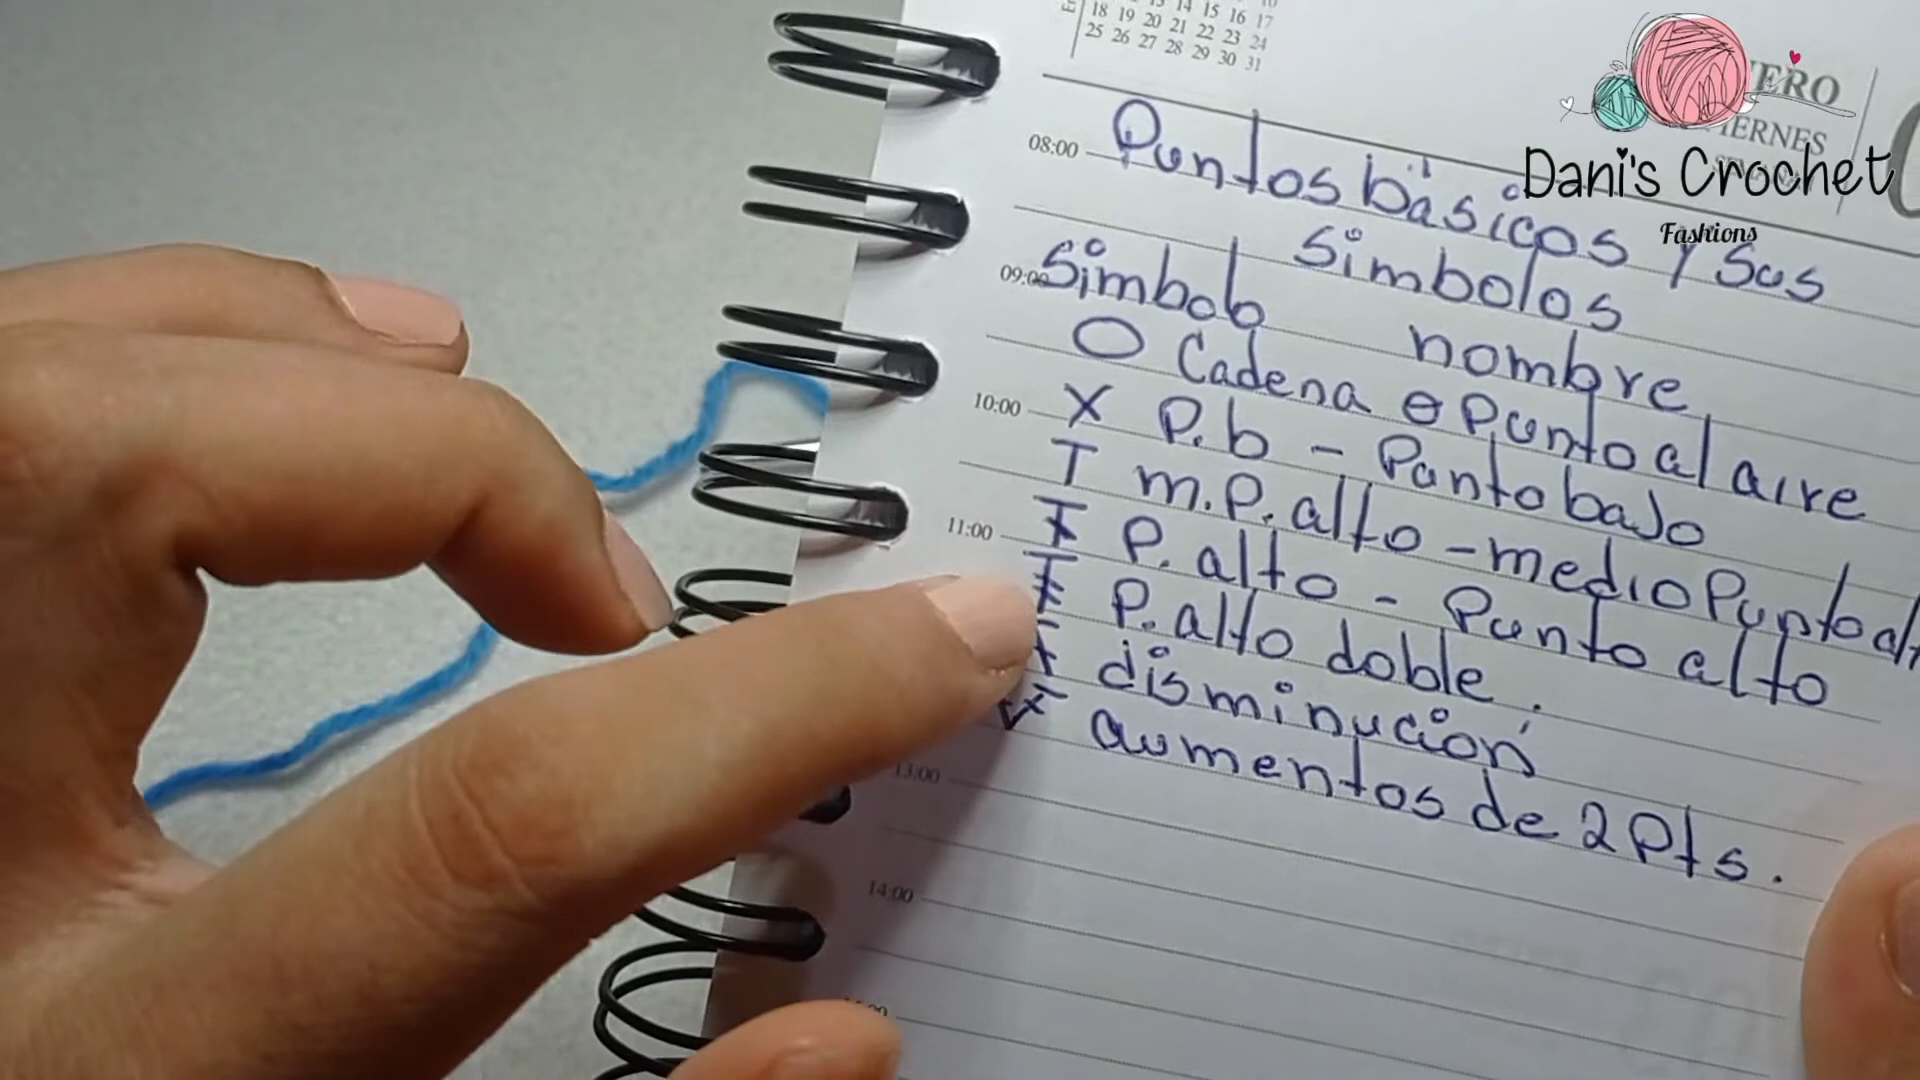 18 19 20 21 22 23 24
25 26 27 28 29 30 31
Dani's Crochet
Fashions
08:00 Puntos básicos y Sus
Simbolos
09:00 Simbolo nombre
O Cadena o Punto al aire
10:00 X P.b - Punto bajo
T m.P.alto - medio Punto
11:00 P. alto - Punto alto
P. alto doble.
disminución
aumentos de 2 Pts.
13:00
14:00